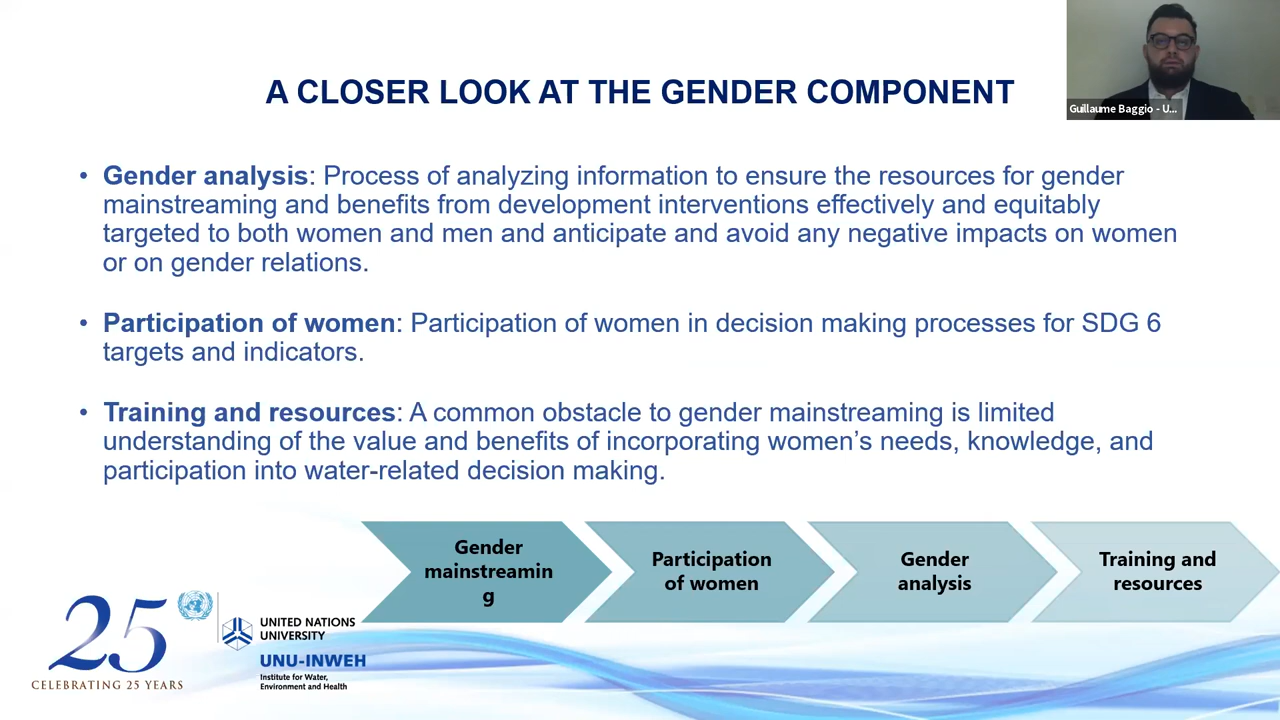 A CLOSER LOOK AT THE GENDER COMPONENT
Guillaume Baggio - U...
• Gender analysis: Process of analyzing information to ensure the resources for gender
mainstreaming and benefits from development interventions effectively and equitably
targeted to both women and men and anticipate and avoid any negative impacts on women
or on gender relations.
• Participation of women: Participation of women in decision making processes for SDG 6
targets and indicators.
• Training and resources: A common obstacle to gender mainstreaming is limited
understanding of the value and benefits of incorporating women's needs, knowledge, and
participation into water-related decision making.
Gender
mainstreamin
g
Participation
of women
Gender
analysis
Training and
resources
25
CELEBRATING 25 YEARS
UNITED NATIONS
UNIVERSITY
UNU-INWEH
Institute for Water,
Environment and Health